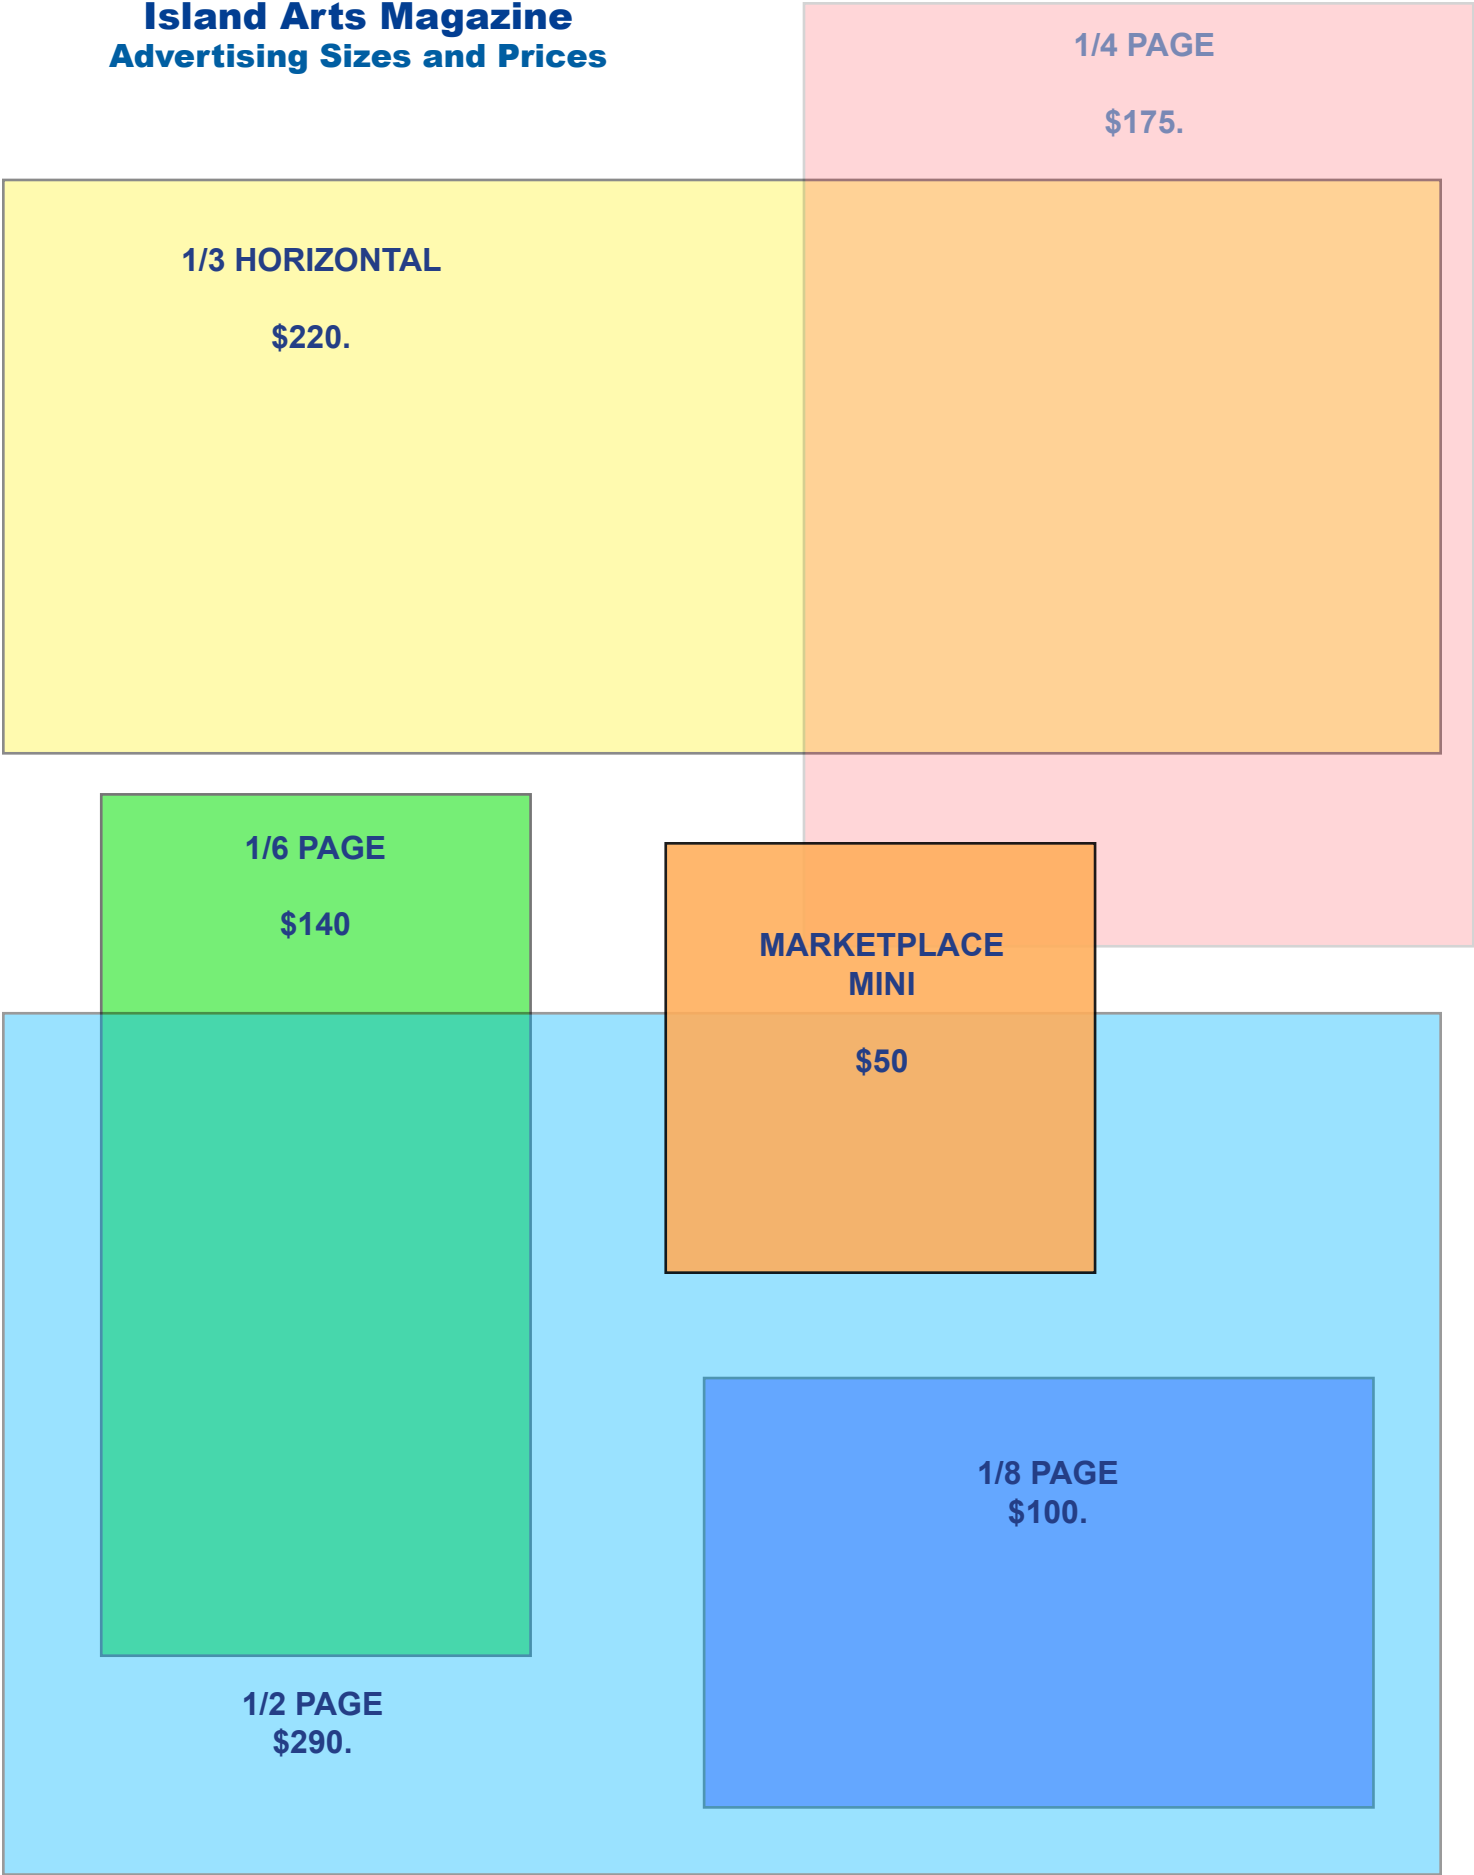 Island Arts Magazine
Advertising Sizes and Prices
1/4 PAGE
$175.
1/3 HORIZONTAL
$220.
1/6 PAGE
$140
MARKETPLACE
MINI
$50
1/8 PAGE
$100.
1/2 PAGE
$290.